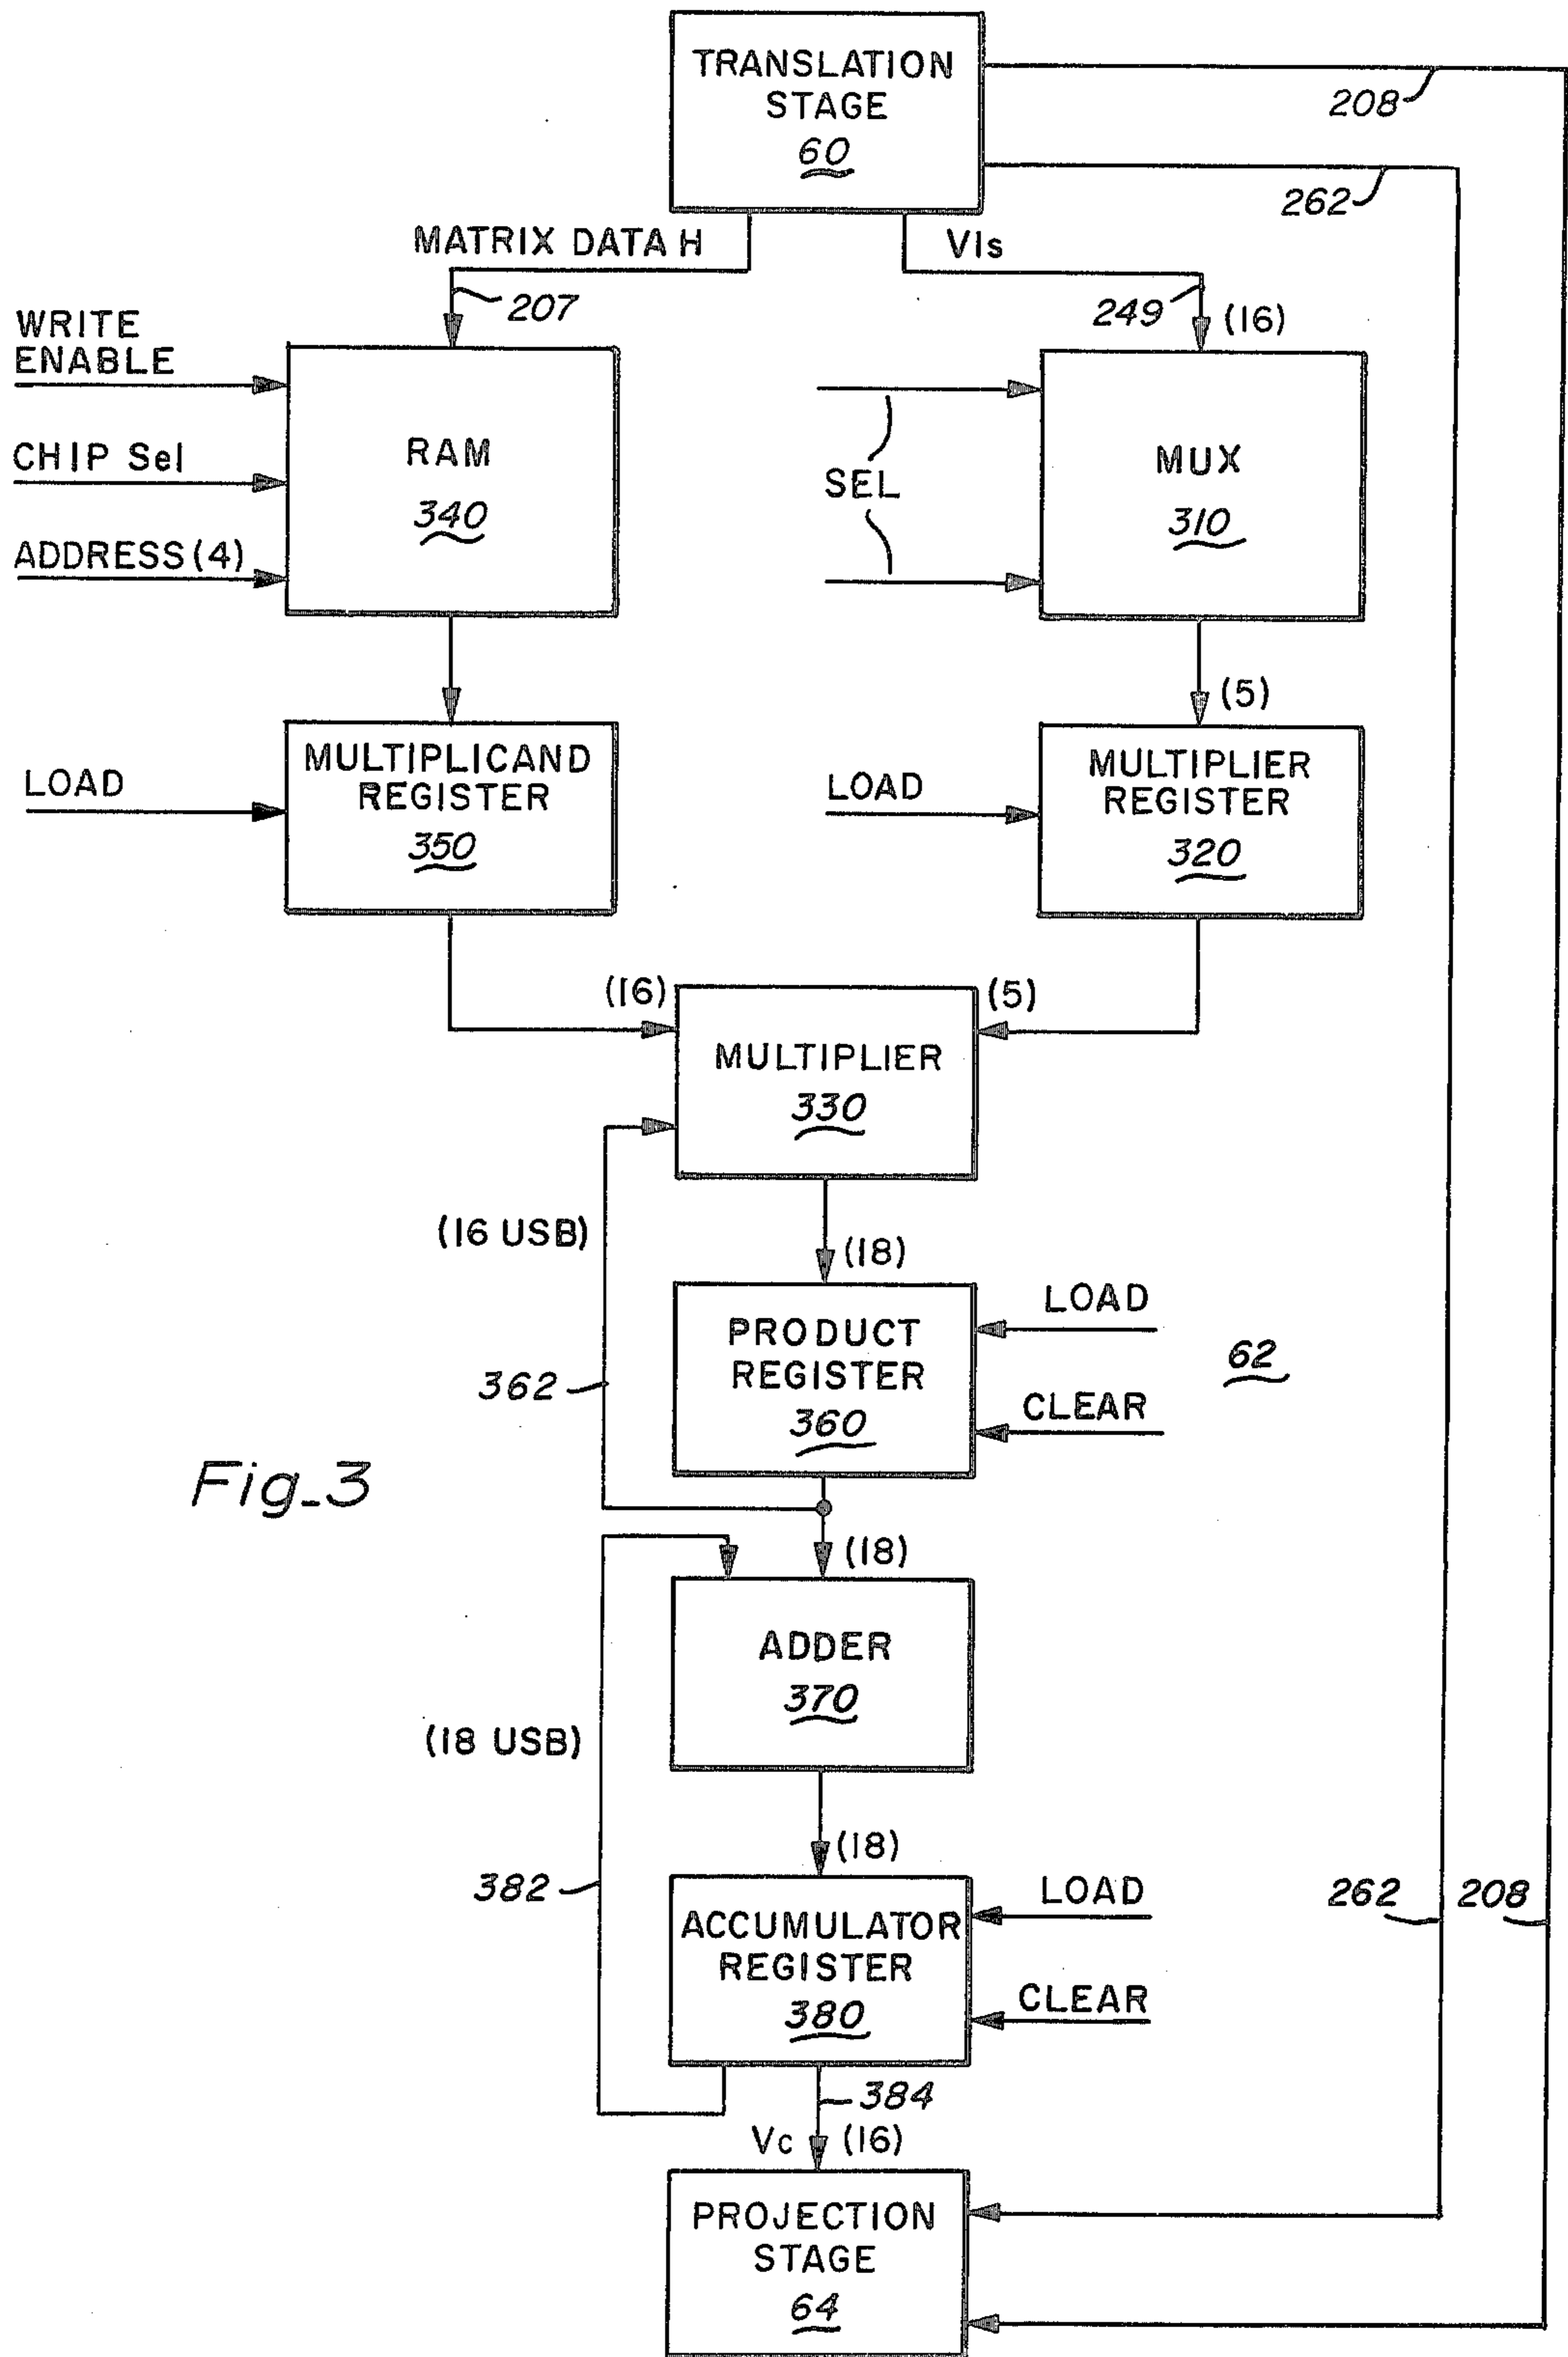 TRANSLATION
STAGE
60
208
262
MATRIX DATA H
VIs
207
249
(16)
WRITE
ENABLE
CHIP Sel
ADDRESS (4)
RAM
340
SEL
MUX
310
(5)
LOAD
MULTIPLICAND
REGISTER
350
LOAD
MULTIPLIER
REGISTER
320
(16)
(5)
MULTIPLIER
330
(16 USB)
(18)
362
PRODUCT
REGISTER
360
LOAD
CLEAR
62
Fig_3
(18)
ADDER
370
(18 USB)
(18)
382
ACCUMULATOR
REGISTER
380
LOAD
CLEAR
262
208
384
Vc
(16)
PROJECTION
STAGE
64